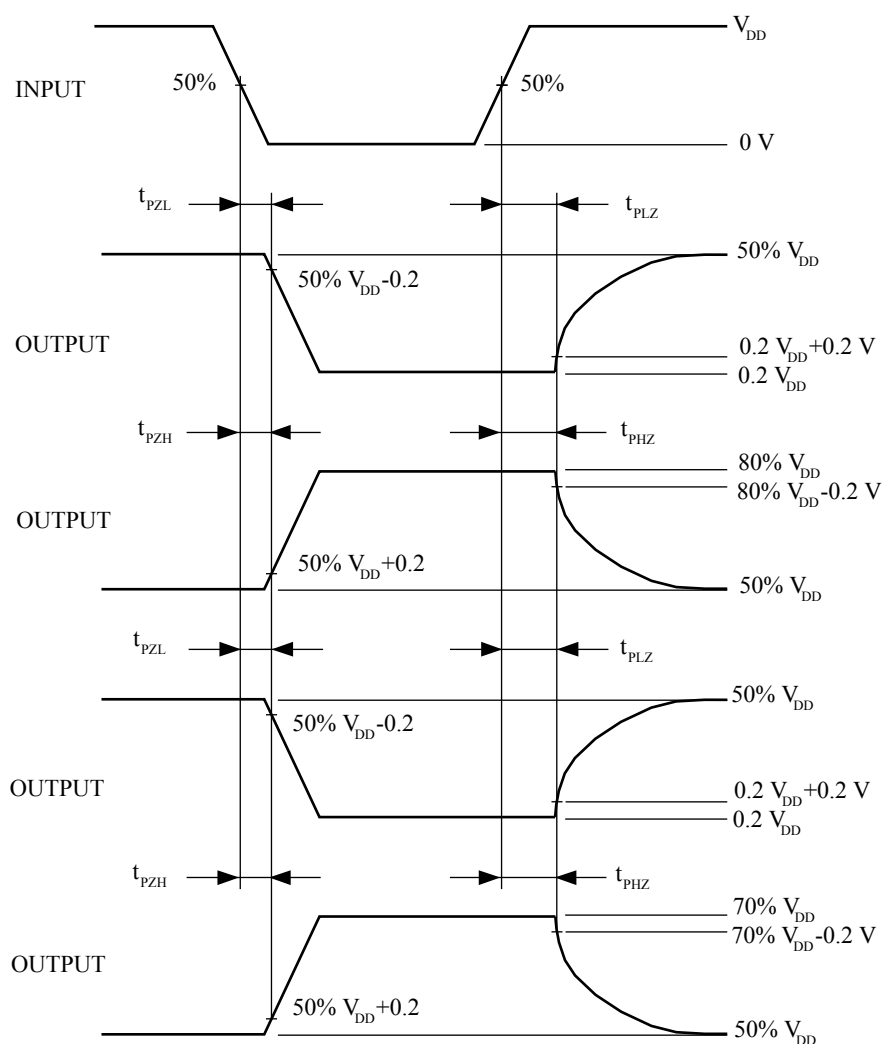 V_DD
INPUT
50%
50%
0 V
t_PZL
t_PLZ
50% V_DD
50% V_DD-0.2
OUTPUT
0.2 V_DD+0.2 V
0.2 V_DD
t_PZH
t_PHZ
80% V_DD
80% V_DD-0.2 V
OUTPUT
50% V_DD+0.2
50% V_DD
t_PZL
t_PLZ
50% V_DD
50% V_DD-0.2
OUTPUT
0.2 V_DD+0.2 V
0.2 V_DD
t_PZH
t_PHZ
70% V_DD
70% V_DD-0.2 V
OUTPUT
50% V_DD+0.2
50% V_DD